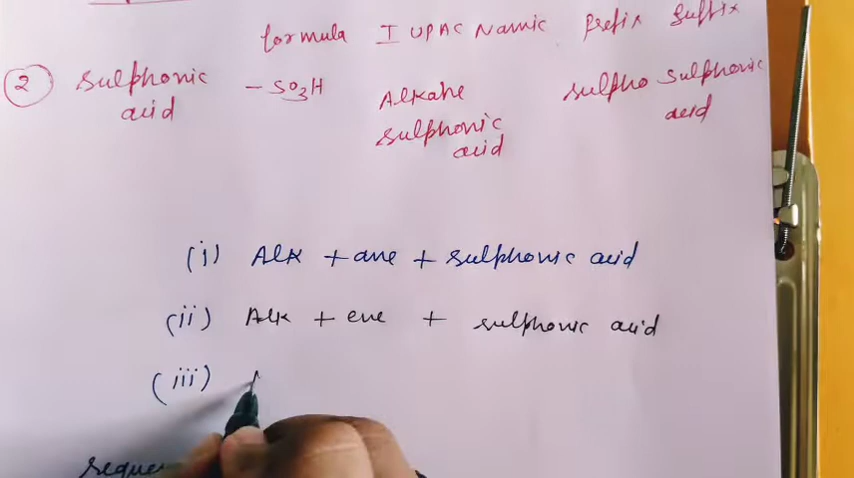 formula IUPAC Namic Prefix Suffix
2 Sulphonic acid -SO3H Alkane sulphonic acid sulpho sulphonic acid
(i) Alk + ane + sulphonic acid
(ii) Alk + ene + sulphonic acid
(iii)